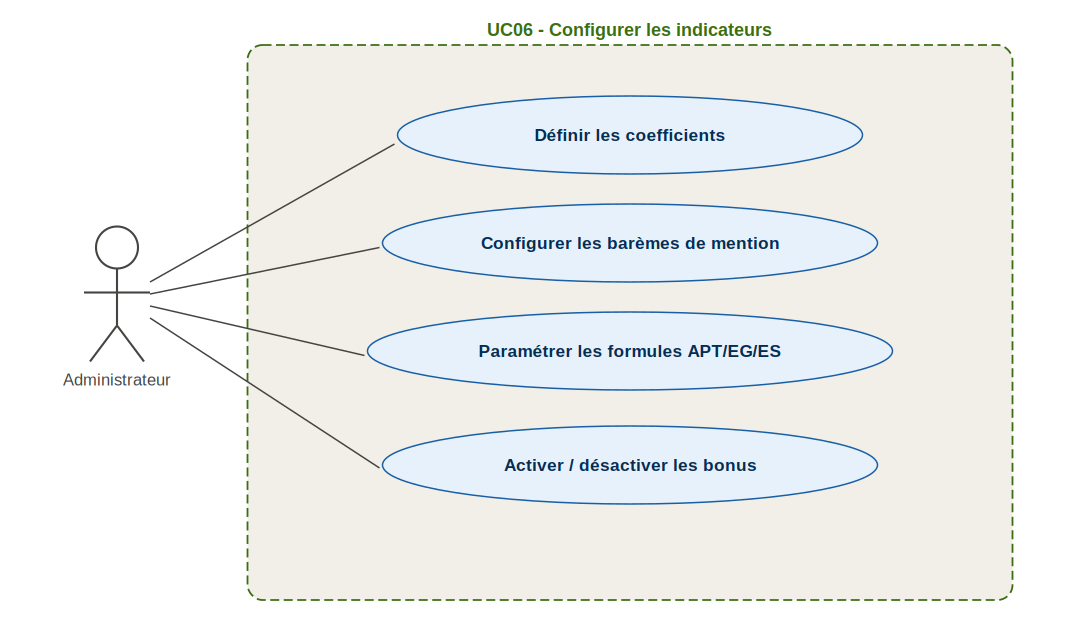 UC06 - Configurer les indicateurs
Définir les coefficients
Configurer les barèmes de mention
Paramétrer les formules APT/EG/ES
Activer / désactiver les bonus
Administrateur